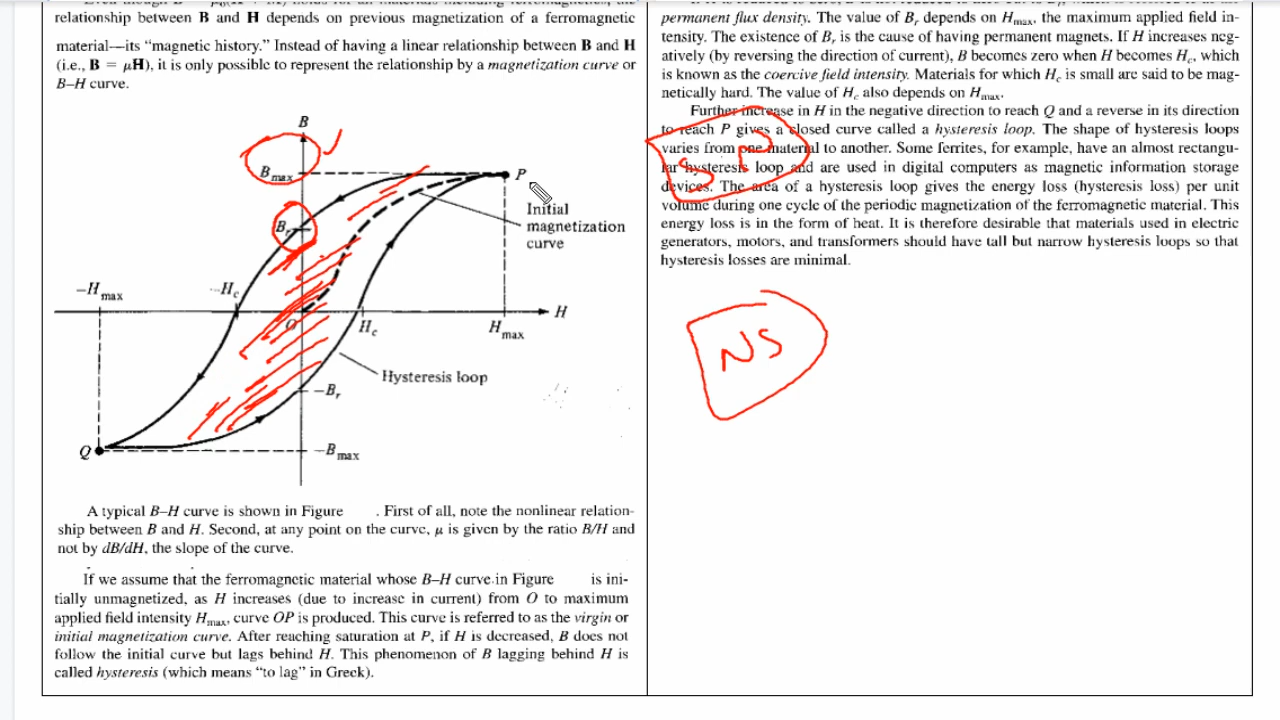 relationship between B and H depends on previous magnetization of a ferromagnetic
material—its “magnetic history.” Instead of having a linear relationship between B and H
(i.e., B = μH), it is only possible to represent the relationship by a magnetization curve or
B–H curve.
B
Bmax
P
Br
Initial
magnetization
curve
−Hmax
−Hc
O
Hc
Hmax
H
Hysteresis loop
−Br
Q
−Bmax
A typical B–H curve is shown in Figure . First of all, note the nonlinear relation-
ship between B and H. Second, at any point on the curve, μ is given by the ratio B/H and
not by dB/dH, the slope of the curve.
If we assume that the ferromagnetic material whose B–H curve in Figure is ini-
tially unmagnetized, as H increases (due to increase in current) from O to maximum
applied field intensity Hmax, curve OP is produced. This curve is referred to as the virgin or
initial magnetization curve. After reaching saturation at P, if H is decreased, B does not
follow the initial curve but lags behind H. This phenomenon of B lagging behind H is
called hysteresis (which means “to lag” in Greek).
permanent flux density. The value of Br depends on Hmax, the maximum applied field in-
tensity. The existence of Br is the cause of having permanent magnets. If H increases neg-
atively (by reversing the direction of current), B becomes zero when H becomes Hc, which
is known as the coercive field intensity. Materials for which Hc is small are said to be mag-
netically hard. The value of Hc also depends on Hmax.
Further increase in H in the negative direction to reach Q and a reverse in its direction
to reach P gives a closed curve called a hysteresis loop. The shape of hysteresis loops
varies from one material to another. Some ferrites, for example, have an almost rectangu-
lar hysteresis loop and are used in digital computers as magnetic information storage
devices. The area of a hysteresis loop gives the energy loss (hysteresis loss) per unit
volume during one cycle of the periodic magnetization of the ferromagnetic material. This
energy loss is in the form of heat. It is therefore desirable that materials used in electric
generators, motors, and transformers should have tall but narrow hysteresis loops so that
hysteresis losses are minimal.
NS